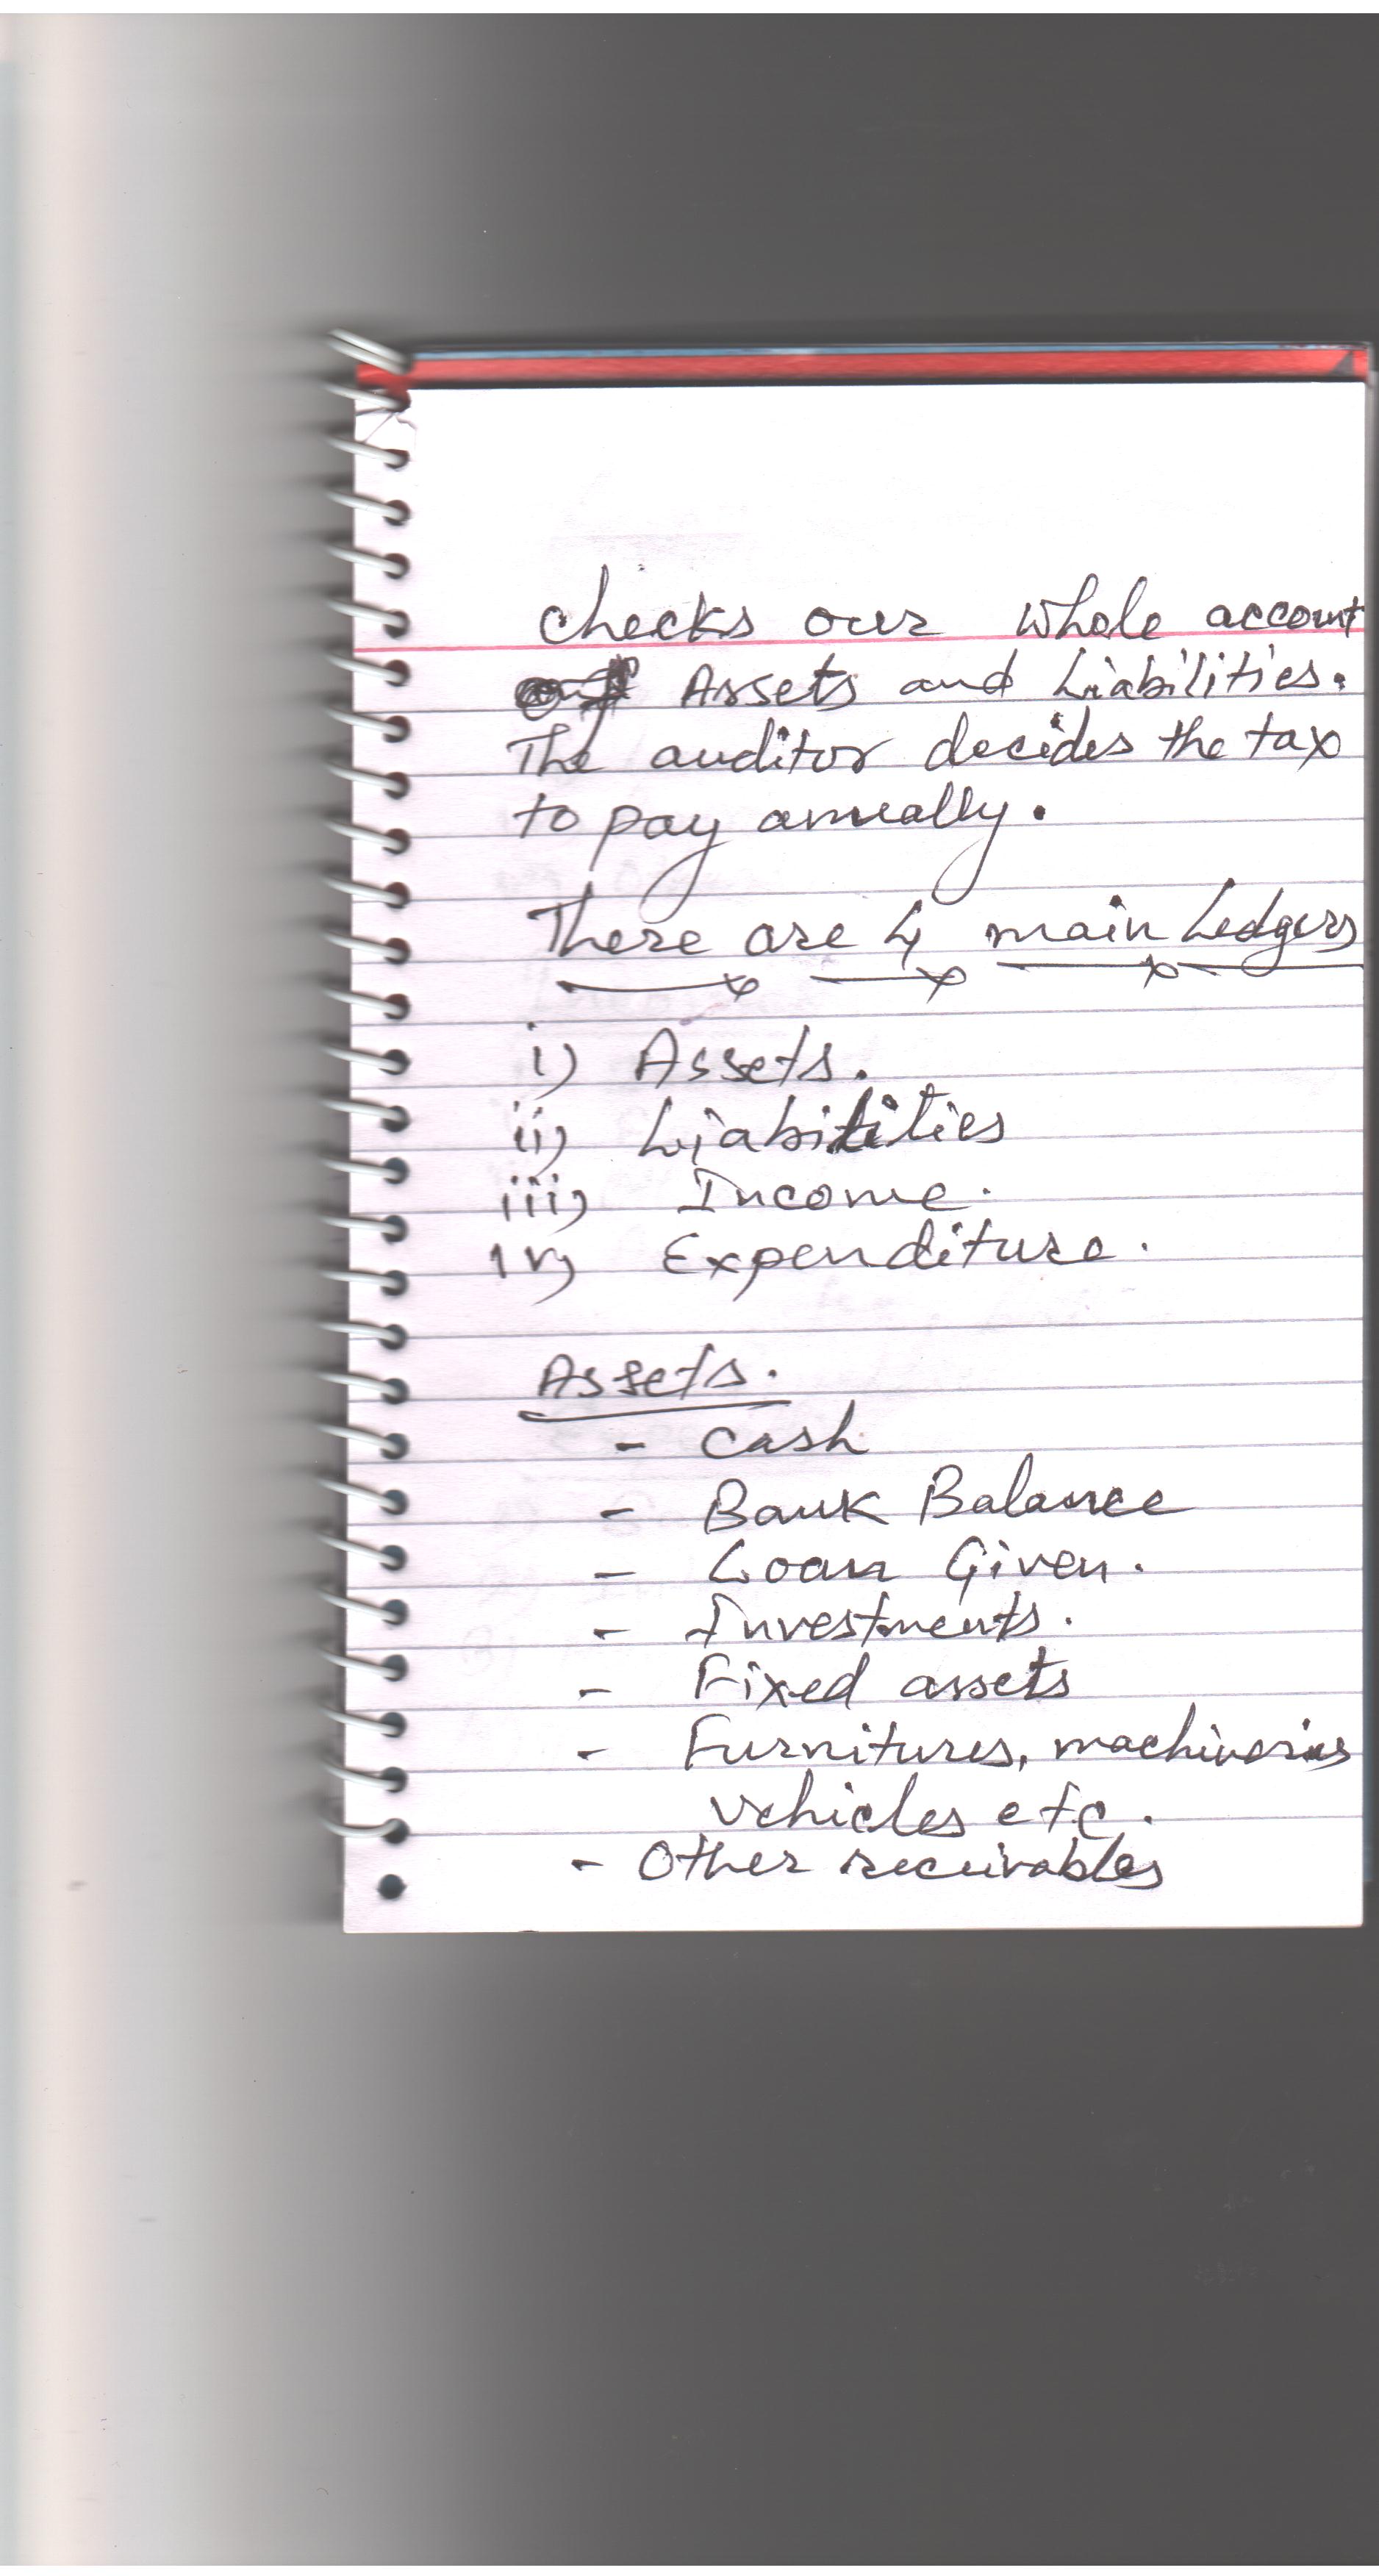 checks our whole account
Assets and Liabilities.
The auditor decides the tax
to pay annually.
There are 4 main Ledgers
i) Assets.
ii) Liabilities
iii) Income.
iv) Expenditure.
Assets.
- Cash
- Bank Balance
- Loan Given.
- Investments.
- Fixed assets
- Furnitures, machineries
vehicles etc.
- Other receivables